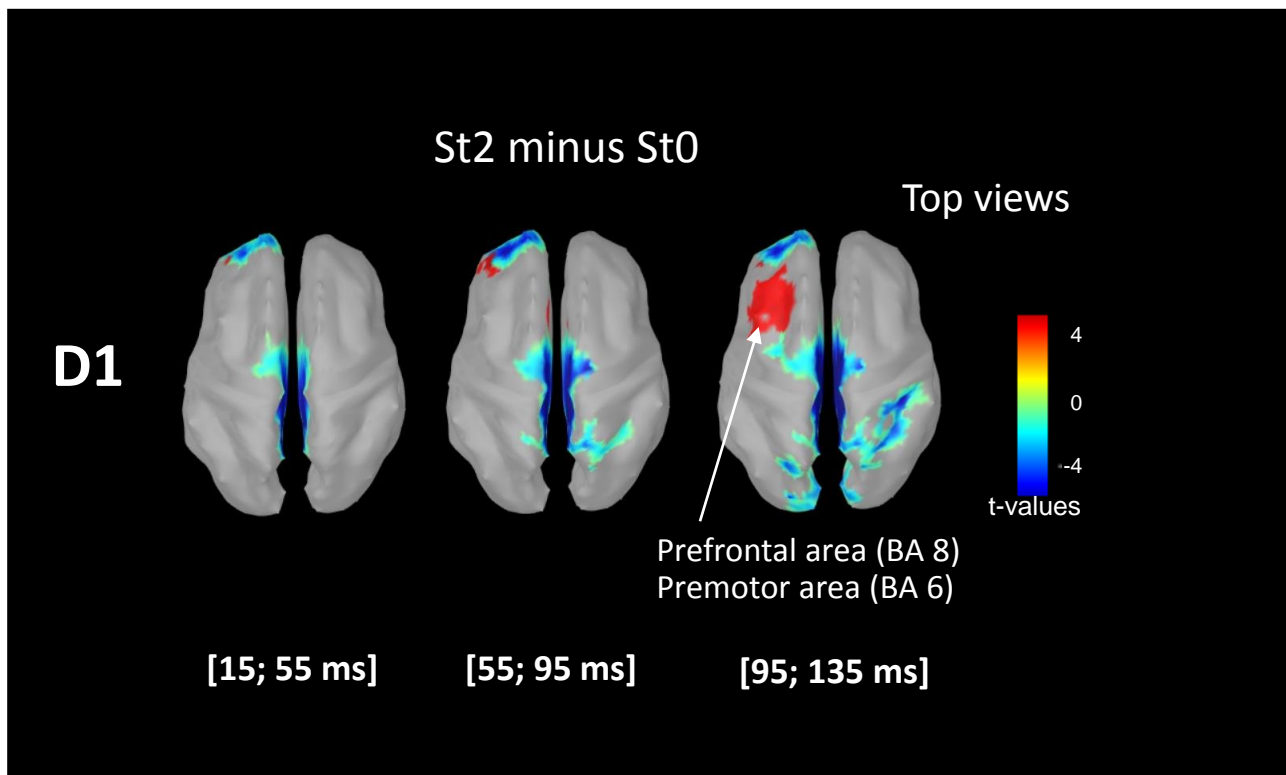 St2 minus St0
Top views
D1
4
0
-4
t-values
Prefrontal area (BA 8)
Premotor area (BA 6)
[15; 55 ms]
[55; 95 ms]
[95; 135 ms]